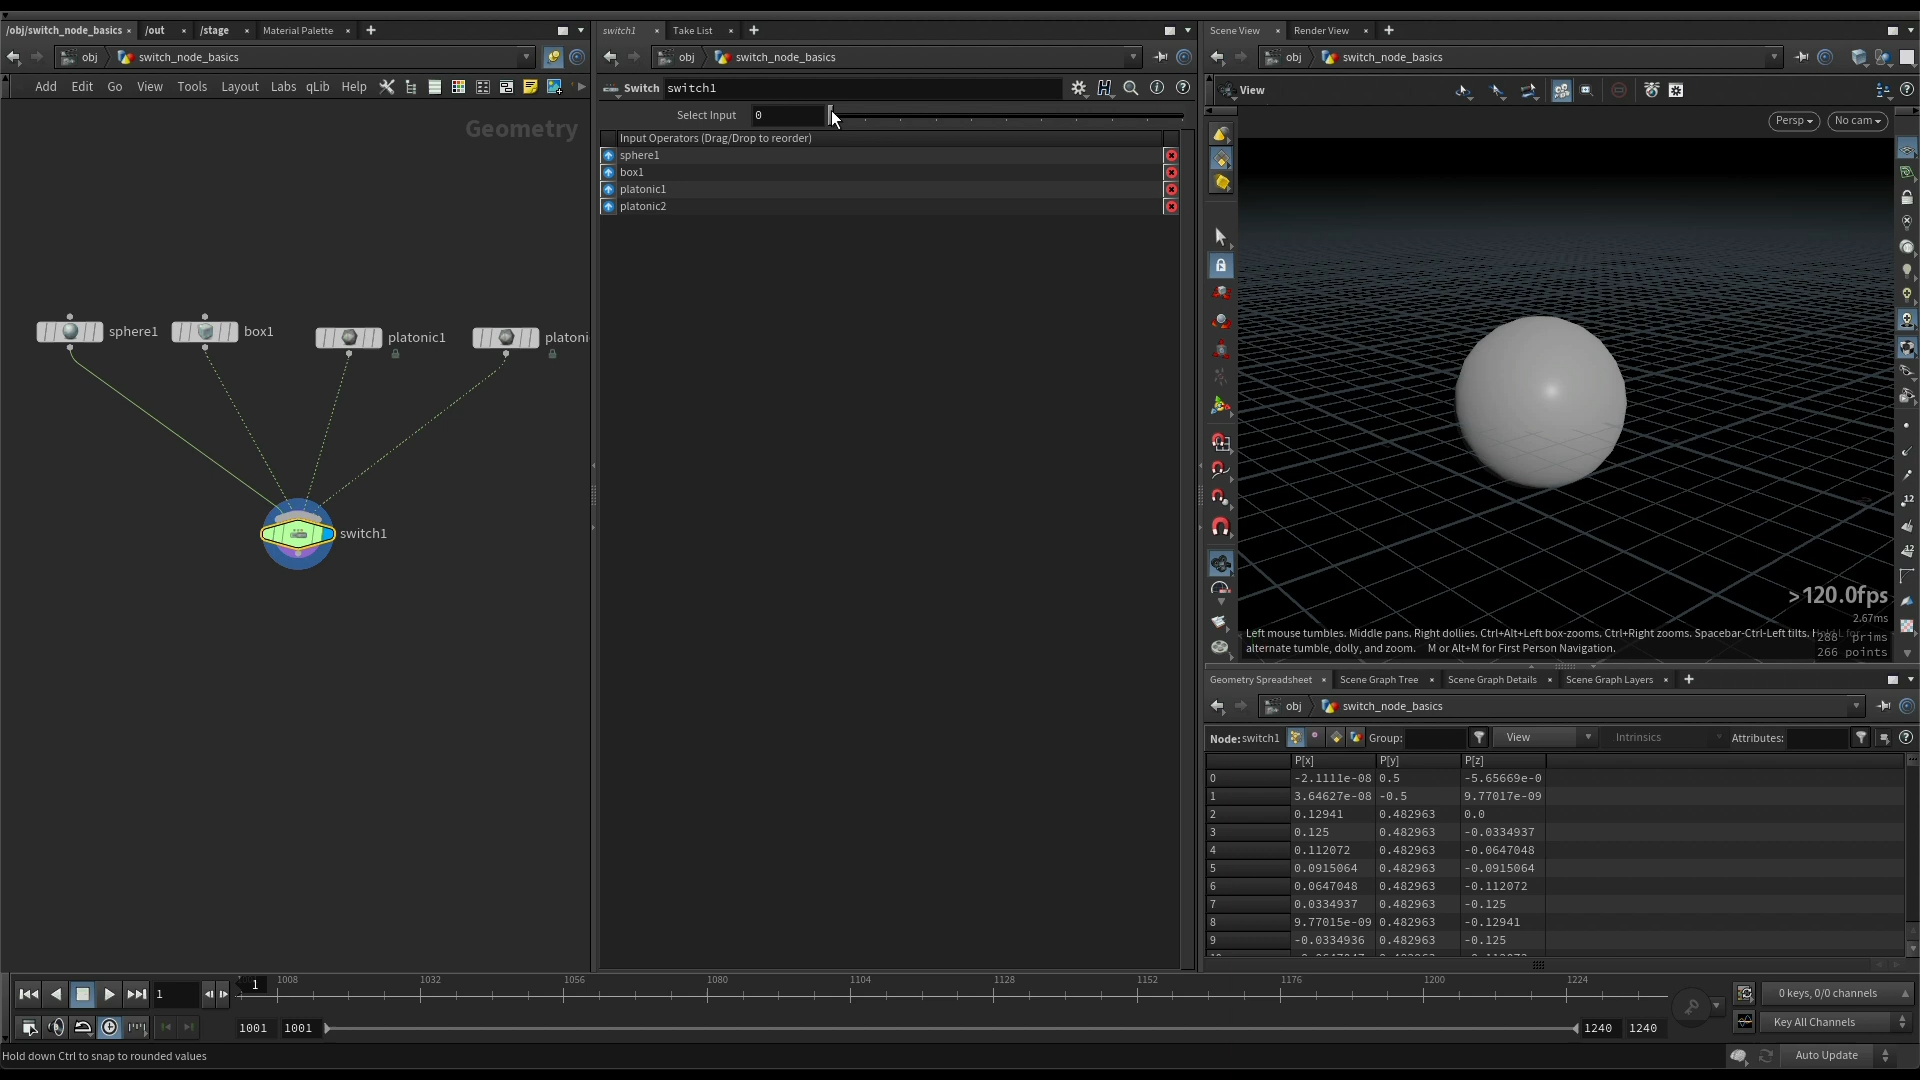 /obj/switch_node_basics
/out
/stage
Material Palette
obj
switch_node_basics
Add
Edit
Go
View
Tools
Layout
Labs
qLib
Help
Geometry
sphere1
box1
platonic1
platoni
switch1
switch1
Take List
obj
switch_node_basics
Switch
switch1
Select Input
0
Input Operators (Drag/Drop to reorder)
sphere1
box1
platonic1
platonic2
Scene View
Render View
obj
switch_node_basics
View
Persp
No cam
>120.0fps
2.67ms
Left mouse tumbles. Middle pans. Right dollies. Ctrl+Alt+Left box-zooms. Ctrl+Right zooms. Spacebar-Ctrl-Left tilts.
288 prims
alternate tumble, dolly, and zoom. M or Alt+M for First Person Navigation.
266 points
Geometry Spreadsheet
Scene Graph Tree
Scene Graph Details
Scene Graph Layers
obj
switch_node_basics
Node: switch1
Group:
View
Intrinsics
Attributes:
P[x] P[y] P[z]
0 -2.1111e-08 0.5 -5.65669e-0
1 3.64627e-08 -0.5 9.77017e-09
2 0.12941 0.482963 0.0
3 0.125 0.482963 -0.0334937
4 0.112072 0.482963 -0.0647048
5 0.0915064 0.482963 -0.0915064
6 0.0647048 0.482963 -0.112072
7 0.0334937 0.482963 -0.125
8 9.77015e-09 0.482963 -0.12941
9 -0.0334936 0.482963 -0.125
1
1
1008
1032
1056
1080
1104
1128
1152
1176
1200
1224
0 keys, 0/0 channels
1001
1001
1240
1240
Key All Channels
Hold down Ctrl to snap to rounded values
Auto Update